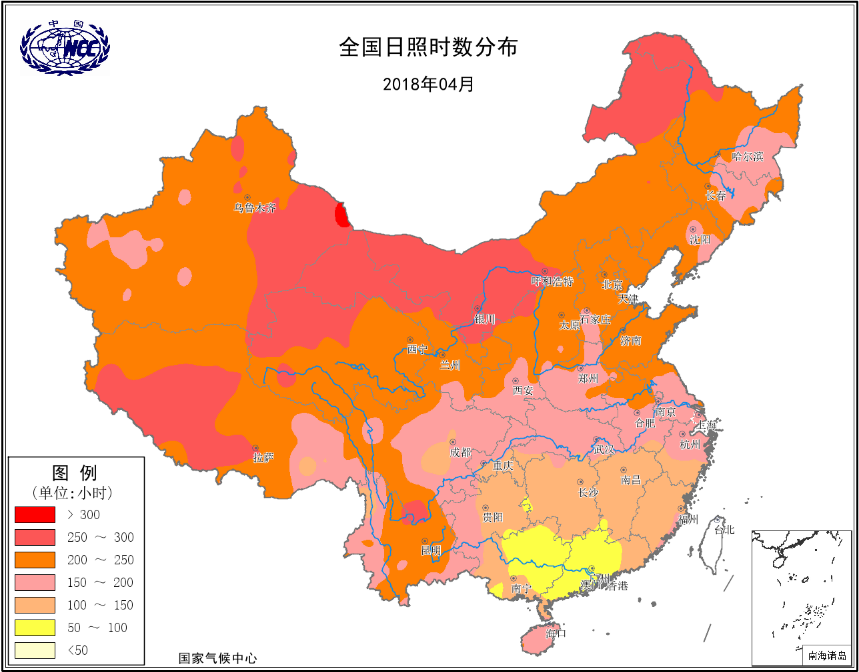 中国
NCC
全国日照时数分布
2018年04月
哈尔滨
长春
乌鲁木齐
沈阳
呼和浩特
北京
天津
银川
太原
石家庄
济南
西宁
兰州
郑州
西安
南京
合肥
上海
杭州
拉萨
成都
武汉
重庆
南昌
长沙
贵阳
福州
台北
昆明
广州
南宁
澳门
香港
海口
图 例
(单位:小时)
> 300
250 ~ 300
200 ~ 250
150 ~ 200
100 ~ 150
50 ~ 100
<50
国家气候中心
南海诸岛